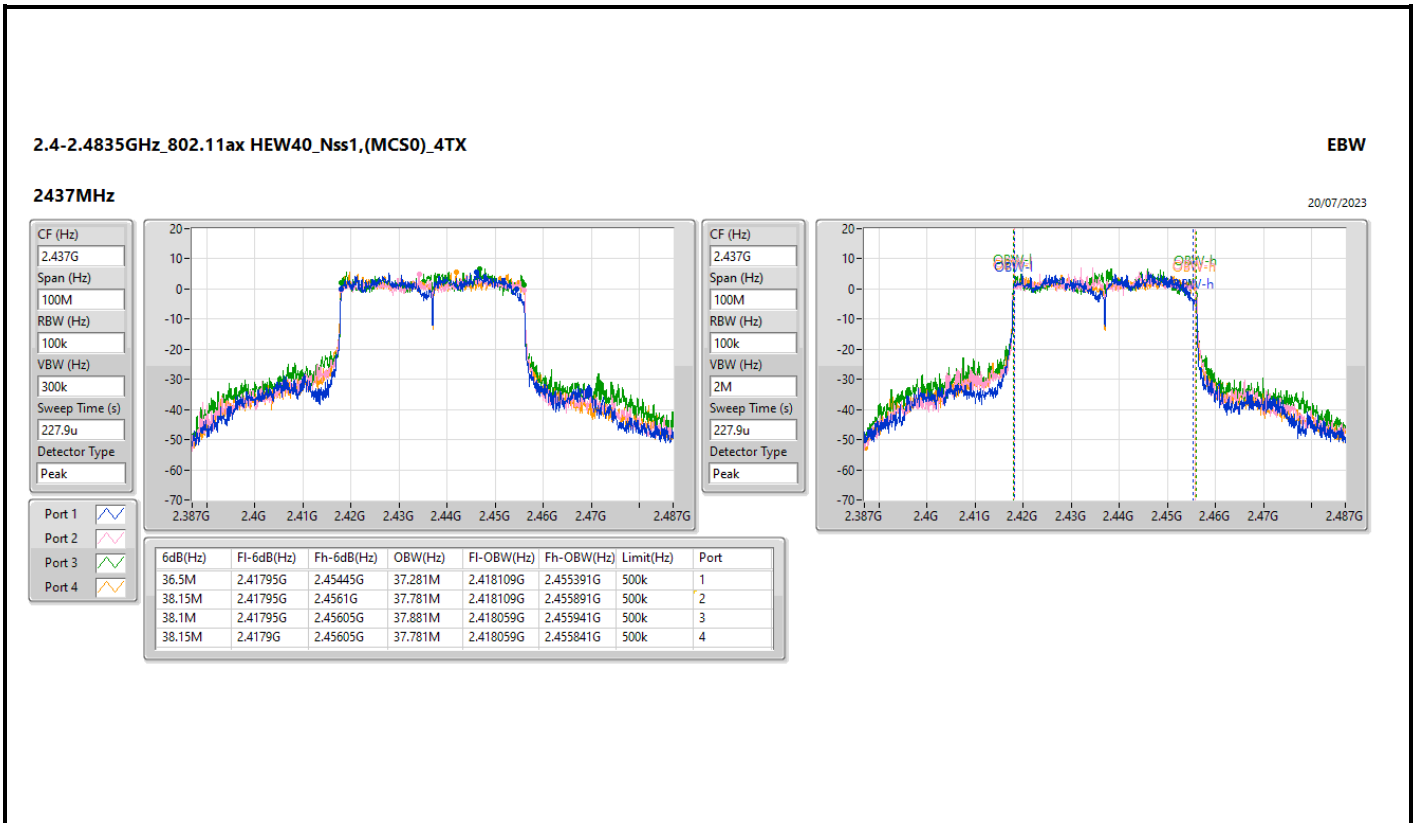 2.4-2.4835GHz_802.11ax HEW40_Nss1,(MCS0)_4TX
EBW
2437MHz
20/07/2023
CF (Hz)
2.437G
Span (Hz)
100M
RBW (Hz)
100k
VBW (Hz)
300k
Sweep Time (s)
227.9u
Detector Type
Peak
20
10
0
-10
-20
-30
-40
-50
-60
-70
2.387G 2.4G 2.41G 2.42G 2.43G 2.44G 2.45G 2.46G 2.47G 2.487G
CF (Hz)
2.437G
Span (Hz)
100M
RBW (Hz)
100k
VBW (Hz)
2M
Sweep Time (s)
227.9u
Detector Type
Peak
20
10
0
-10
-20
-30
-40
-50
-60
-70
OBW-l
OBW-l
OBW-h
OBW-h
OBW-h
2.387G 2.4G 2.41G 2.42G 2.43G 2.44G 2.45G 2.46G 2.47G 2.487G
Port 1
Port 2
Port 3
Port 4
6dB(Hz) Fl-6dB(Hz) Fh-6dB(Hz) OBW(Hz) Fl-OBW(Hz) Fh-OBW(Hz) Limit(Hz) Port
36.5M 2.41795G 2.45445G 37.281M 2.418109G 2.455391G 500k 1
38.15M 2.41795G 2.4561G 37.781M 2.418109G 2.455891G 500k 2
38.1M 2.41795G 2.45605G 37.881M 2.418059G 2.455941G 500k 3
38.15M 2.4179G 2.45605G 37.781M 2.418059G 2.455841G 500k 4